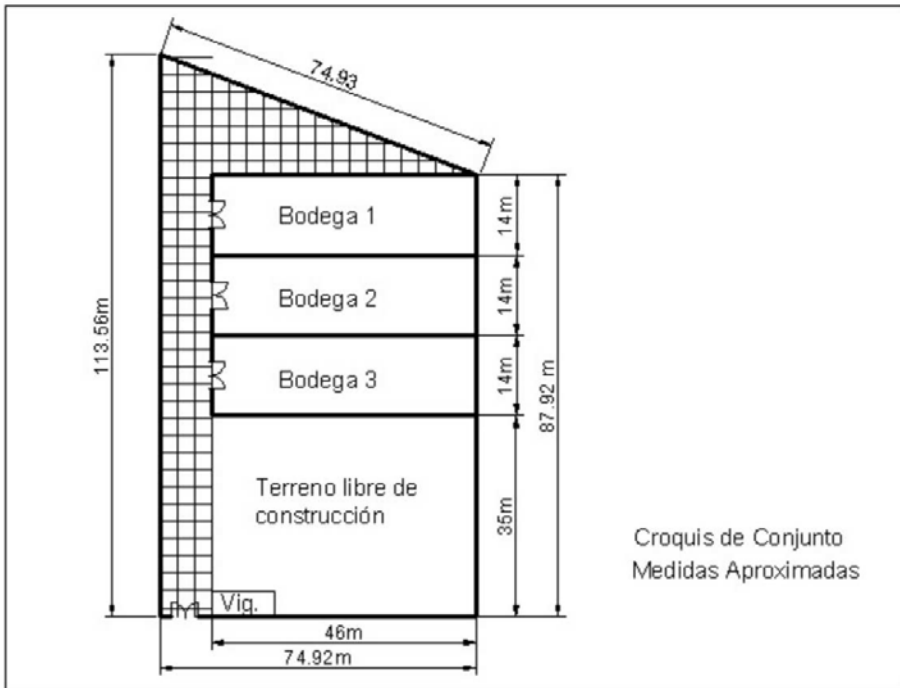 74.93
Bodega 1
14m
Bodega 2
14m
113.56m
Bodega 3
14m
87.92 m
Terreno libre de
construcción
35m
Croquis de Conjunto
Medidas Aproximadas
Vig.
46m
74.92m